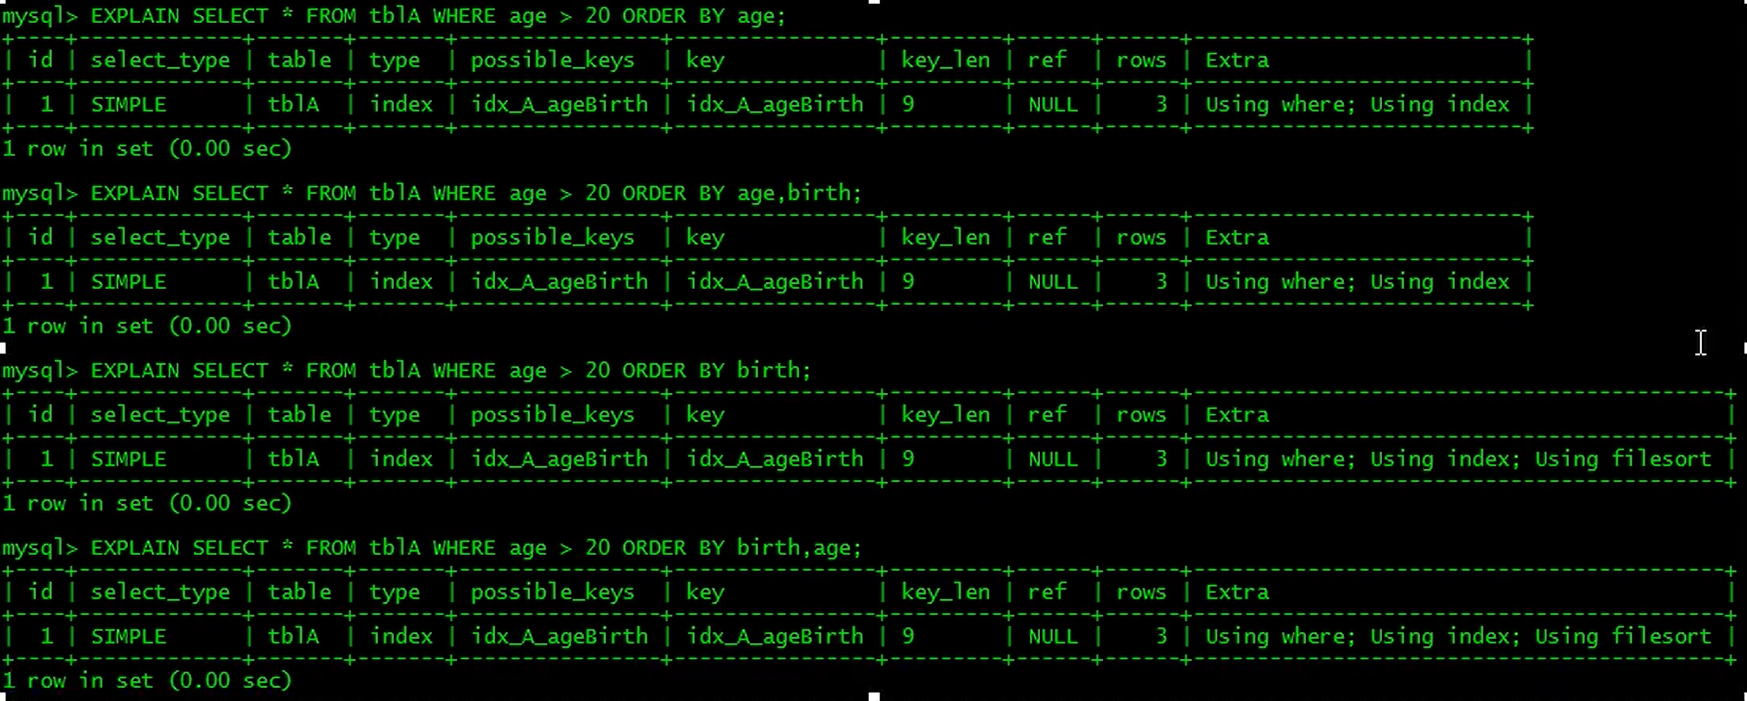 mysql> EXPLAIN SELECT * FROM tblA WHERE age > 20 ORDER BY age;
+----+-------------+-------+-------+----------------+----------------+---------+------+------+--------------------------+
| id | select_type | table | type  | possible_keys  | key            | key_len | ref  | rows | Extra                    |
+----+-------------+-------+-------+----------------+----------------+---------+------+------+--------------------------+
|  1 | SIMPLE      | tblA  | index | idx_A_ageBirth | idx_A_ageBirth | 9       | NULL |    3 | Using where; Using index |
+----+-------------+-------+-------+----------------+----------------+---------+------+------+--------------------------+
1 row in set (0.00 sec)
mysql> EXPLAIN SELECT * FROM tblA WHERE age > 20 ORDER BY age,birth;
+----+-------------+-------+-------+----------------+----------------+---------+------+------+--------------------------+
| id | select_type | table | type  | possible_keys  | key            | key_len | ref  | rows | Extra                    |
+----+-------------+-------+-------+----------------+----------------+---------+------+------+--------------------------+
|  1 | SIMPLE      | tblA  | index | idx_A_ageBirth | idx_A_ageBirth | 9       | NULL |    3 | Using where; Using index |
+----+-------------+-------+-------+----------------+----------------+---------+------+------+--------------------------+
1 row in set (0.00 sec)
mysql> EXPLAIN SELECT * FROM tblA WHERE age > 20 ORDER BY birth;
+----+-------------+-------+-------+----------------+----------------+---------+------+------+------------------------------------------+
| id | select_type | table | type  | possible_keys  | key            | key_len | ref  | rows | Extra                                    |
+----+-------------+-------+-------+----------------+----------------+---------+------+------+------------------------------------------+
|  1 | SIMPLE      | tblA  | index | idx_A_ageBirth | idx_A_ageBirth | 9       | NULL |    3 | Using where; Using index; Using filesort |
+----+-------------+-------+-------+----------------+----------------+---------+------+------+------------------------------------------+
1 row in set (0.00 sec)
mysql> EXPLAIN SELECT * FROM tblA WHERE age > 20 ORDER BY birth,age;
+----+-------------+-------+-------+----------------+----------------+---------+------+------+------------------------------------------+
| id | select_type | table | type  | possible_keys  | key            | key_len | ref  | rows | Extra                                    |
+----+-------------+-------+-------+----------------+----------------+---------+------+------+------------------------------------------+
|  1 | SIMPLE      | tblA  | index | idx_A_ageBirth | idx_A_ageBirth | 9       | NULL |    3 | Using where; Using index; Using filesort |
+----+-------------+-------+-------+----------------+----------------+---------+------+------+------------------------------------------+
1 row in set (0.00 sec)